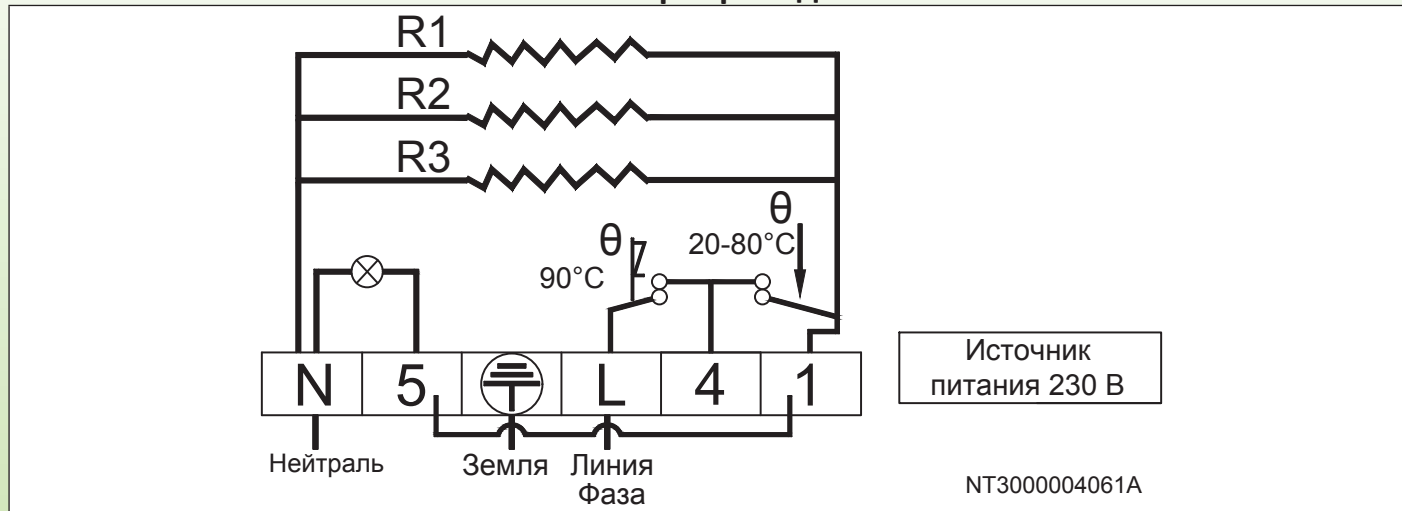 R1
R2
R3
θ
20-80°C
θ
90°C
N 5 L 4 1
Источник
питания 230 В
Нейтраль Земля Линия
Фаза
NT3000004061A